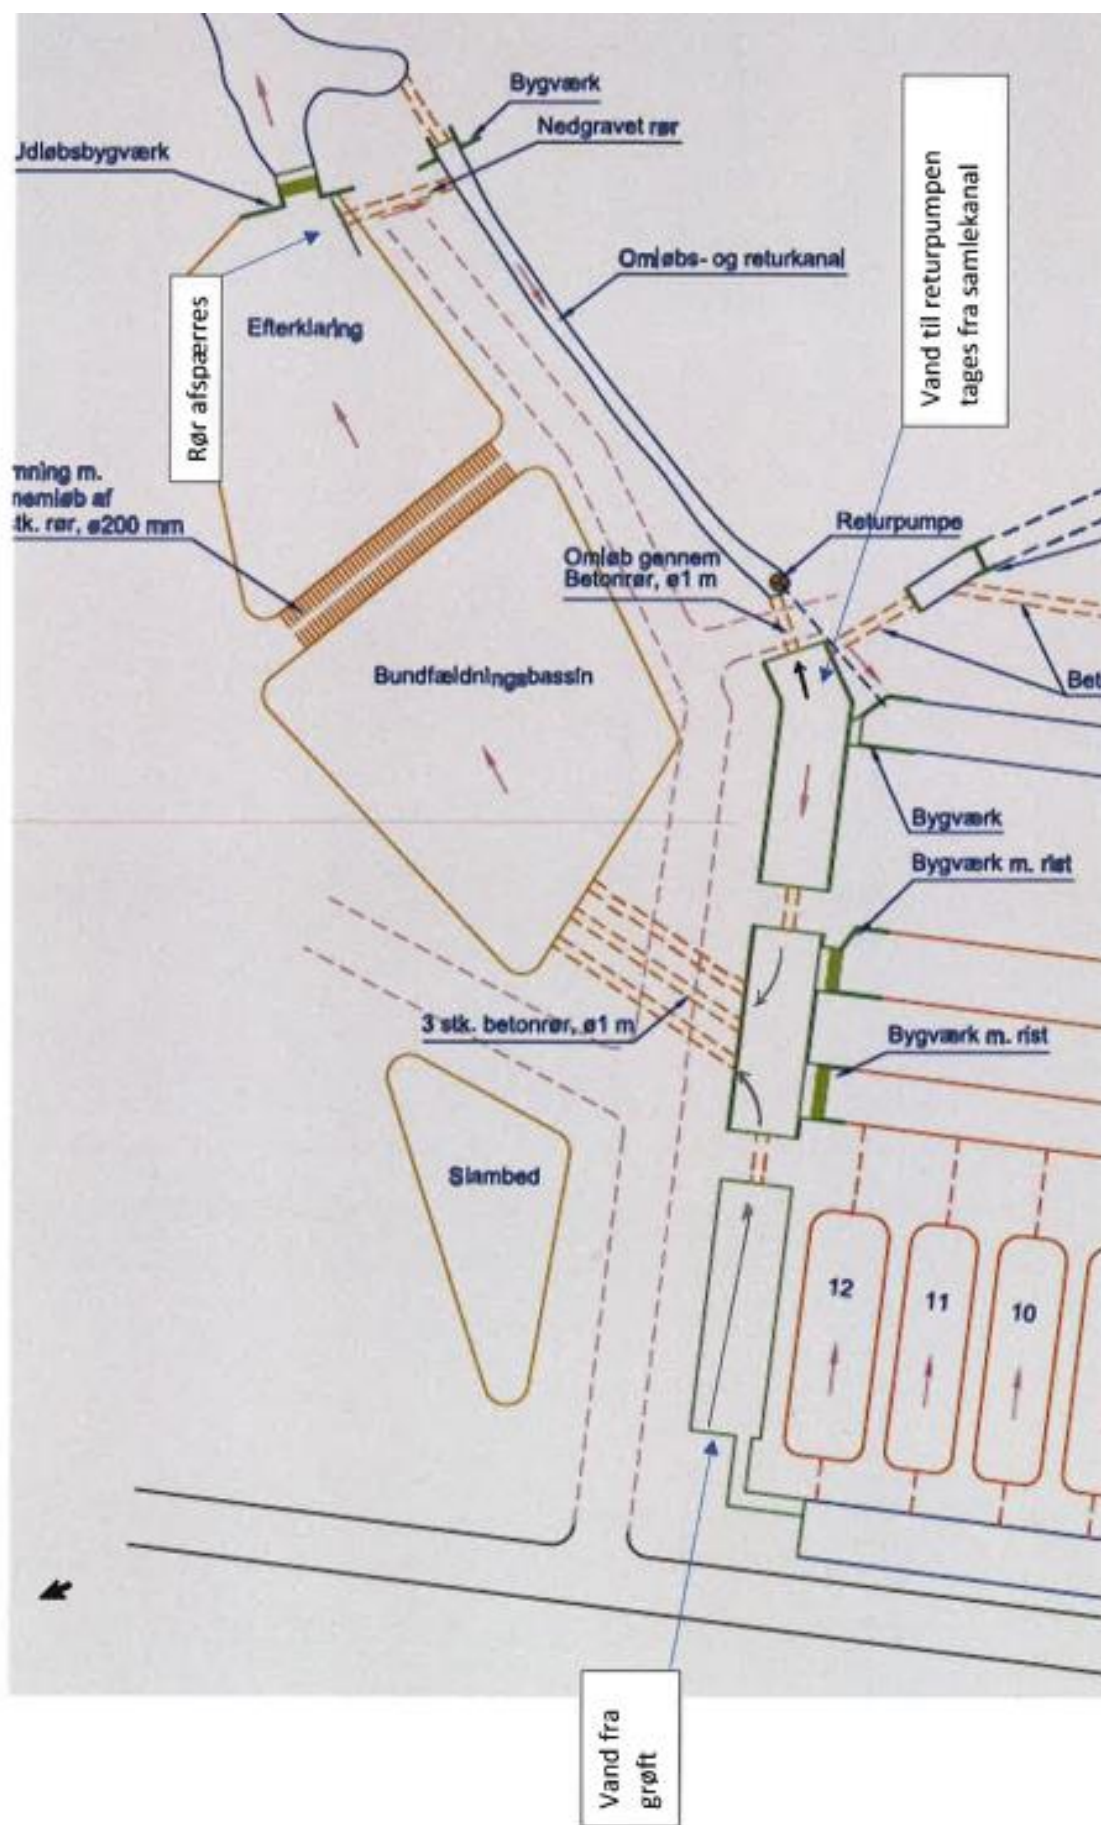 Bygværk
Nedgravet rør
Udløbsbygværk
Omløbs- og returkanal
Vand til returpumpen
tages fra samlekanal
Efterklaring
Rør afspærres
mning m.
nemløb af
stk. rør, ø200 mm
Returpumpe
Omløb gennem
Betonrør, ø1 m
Bundfældningsbassin
Bet
Bygværk
Bygværk m. rist
3 stk. betonrør, ø1 m
Bygværk m. rist
Slambed
12
11
10
Vand fra
grøft